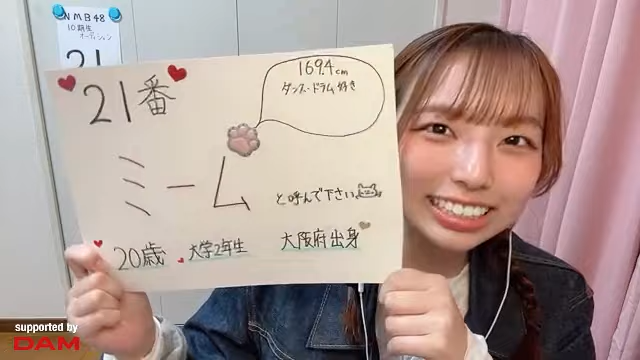 NMB48
10期生
オーディション
21
169.4cm
ダンス・ドラム好き
21番
ミーム
と呼んで下さい
20歳
大学2年生
大阪府出身
supported by
DAM